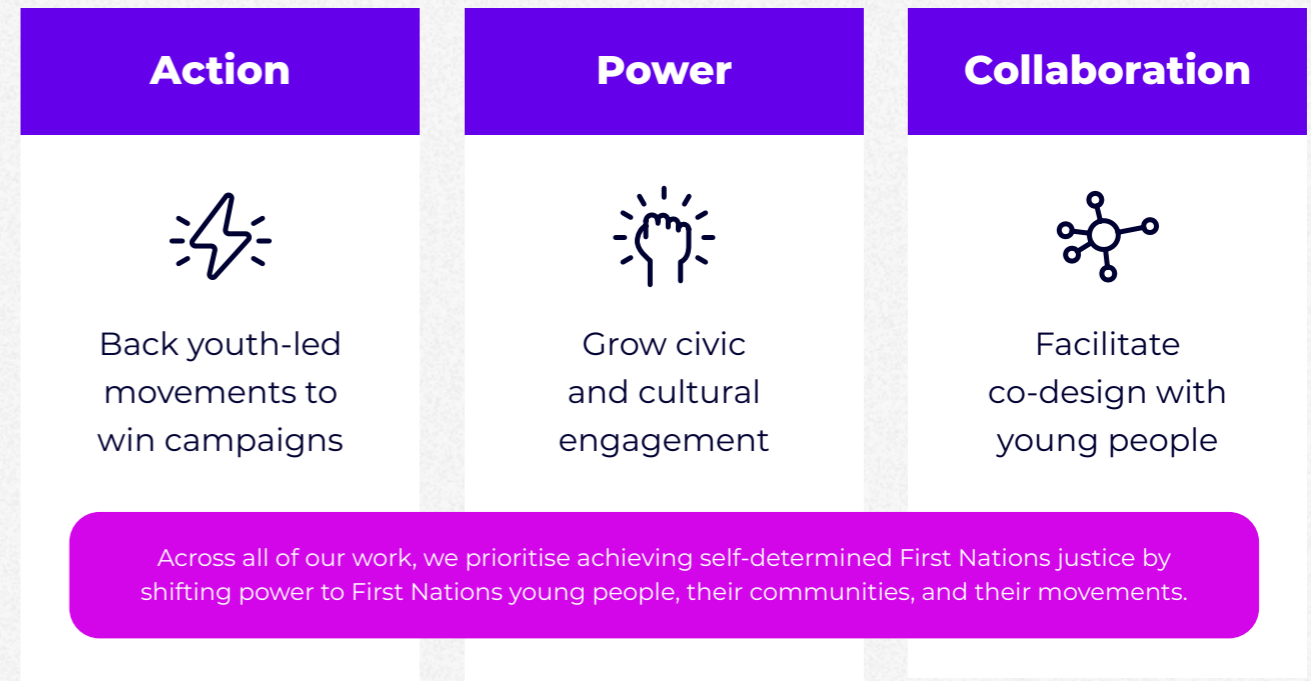 Action
Back youth-led
movements to
win campaigns
Power
Grow civic
and cultural
engagement
Collaboration
Facilitate
co-design with
young people
Across all of our work, we prioritise achieving self-determined First Nations justice by
shifting power to First Nations young people, their communities, and their movements.